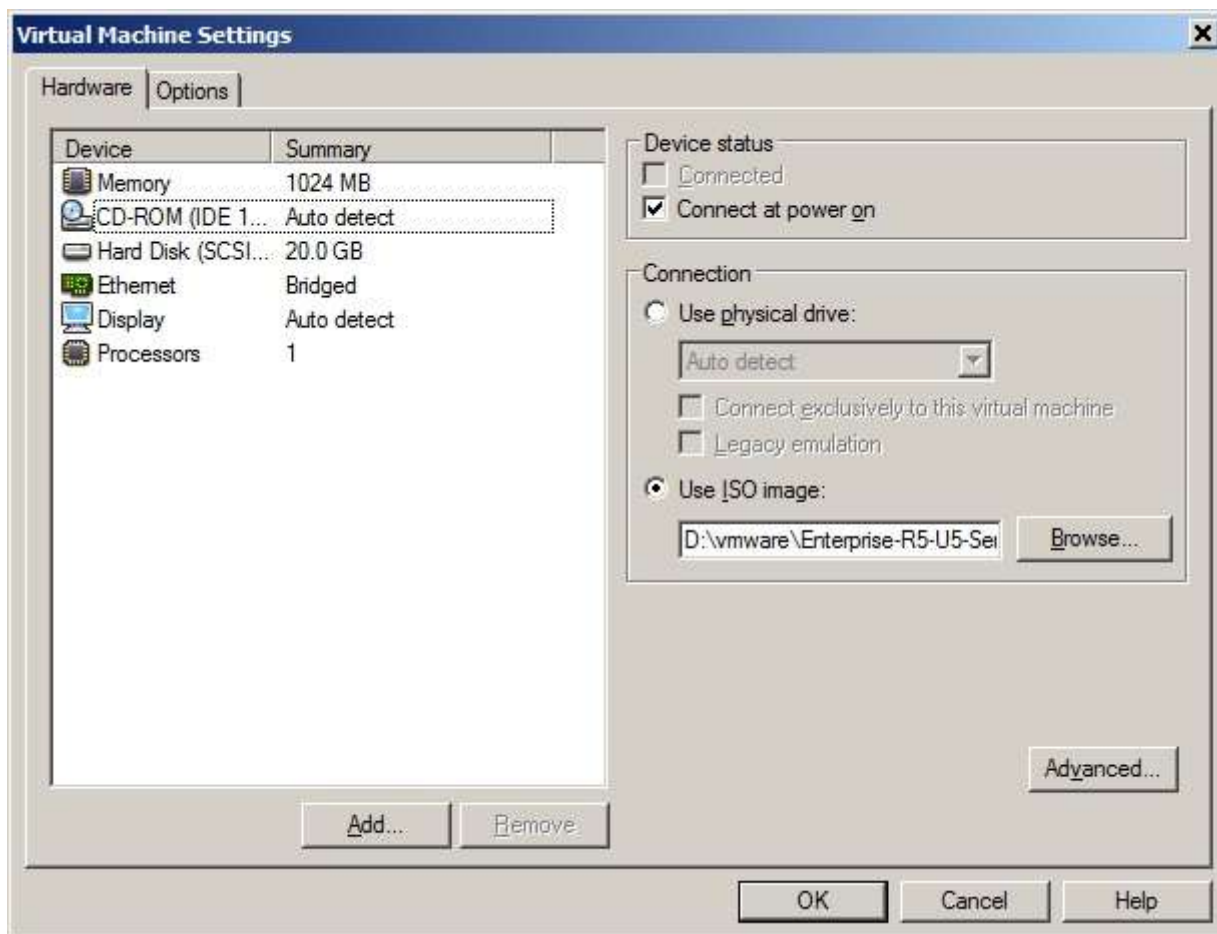 Virtual Machine Settings
Hardware
Options
Device
Summary
Memory
1024 MB
CD-ROM (IDE 1...
Auto detect
Hard Disk (SCSI...
20.0 GB
Ethernet
Bridged
Display
Auto detect
Processors
1
Add...
Remove
Device status
Connected
Connect at power on
Connection
Use physical drive:
Auto detect
Connect exclusively to this virtual machine
Legacy emulation
Use ISO image:
D:\vmware\Enterprise-R5-U5-Ser
Browse...
Advanced...
OK
Cancel
Help